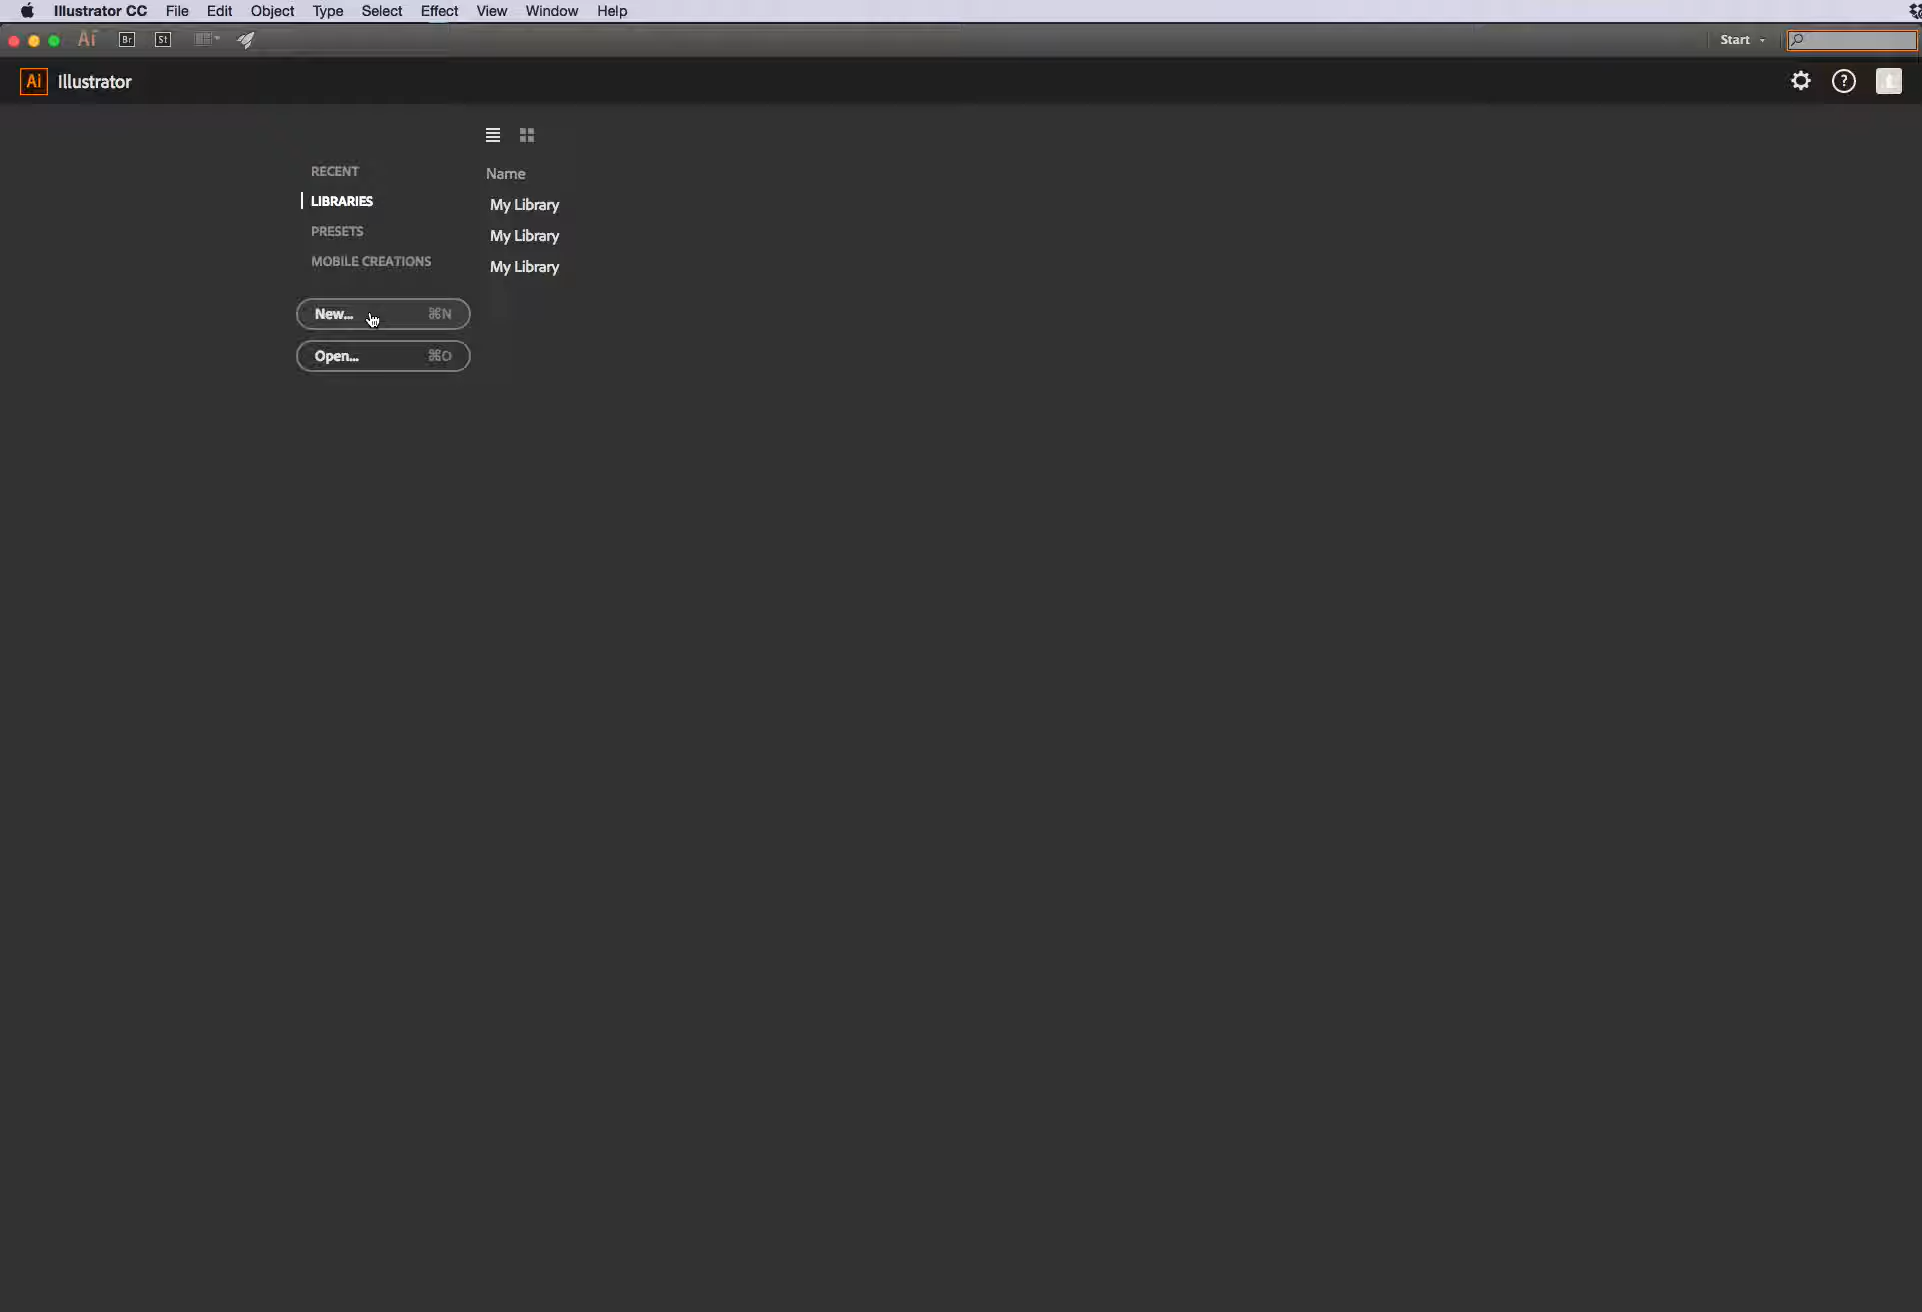 Illustrator CC File Edit Object Type Select Effect View Window Help
Ai Br St Start
Ai Illustrator ?
RECENT
LIBRARIES
PRESETS
MOBILE CREATIONS
New... ⌘N
Open... ⌘O
Name
My Library
My Library
My Library